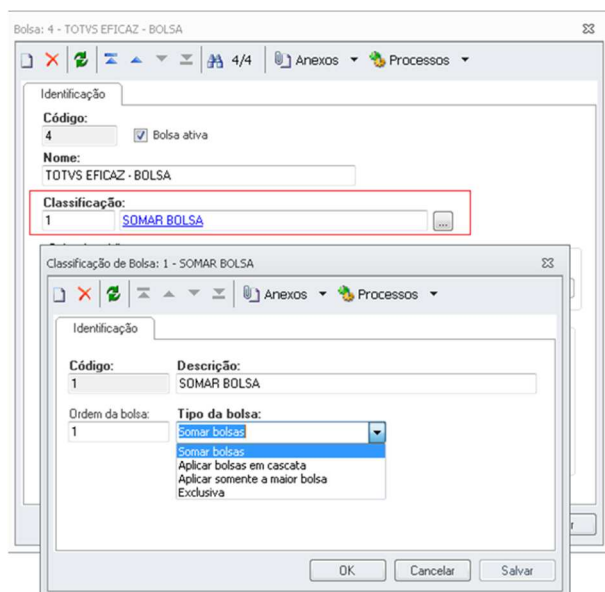 Bolsa: 4 - TOTVS EFICAZ - BOLSA
4/4 Anexos Processos
Identificação
Código:
4 Bolsa ativa
Nome:
TOTVS EFICAZ - BOLSA
Classificação:
1 SOMAR BOLSA ...
Classificação de Bolsa: 1 - SOMAR BOLSA
Anexos Processos
Identificação
Código: Descrição:
1 SOMAR BOLSA
Ordem da bolsa: Tipo da bolsa:
1 Somar bolsas
Somar bolsas
Aplicar bolsas em cascata
Aplicar somente a maior bolsa
Exclusiva
OK Cancelar Salvar